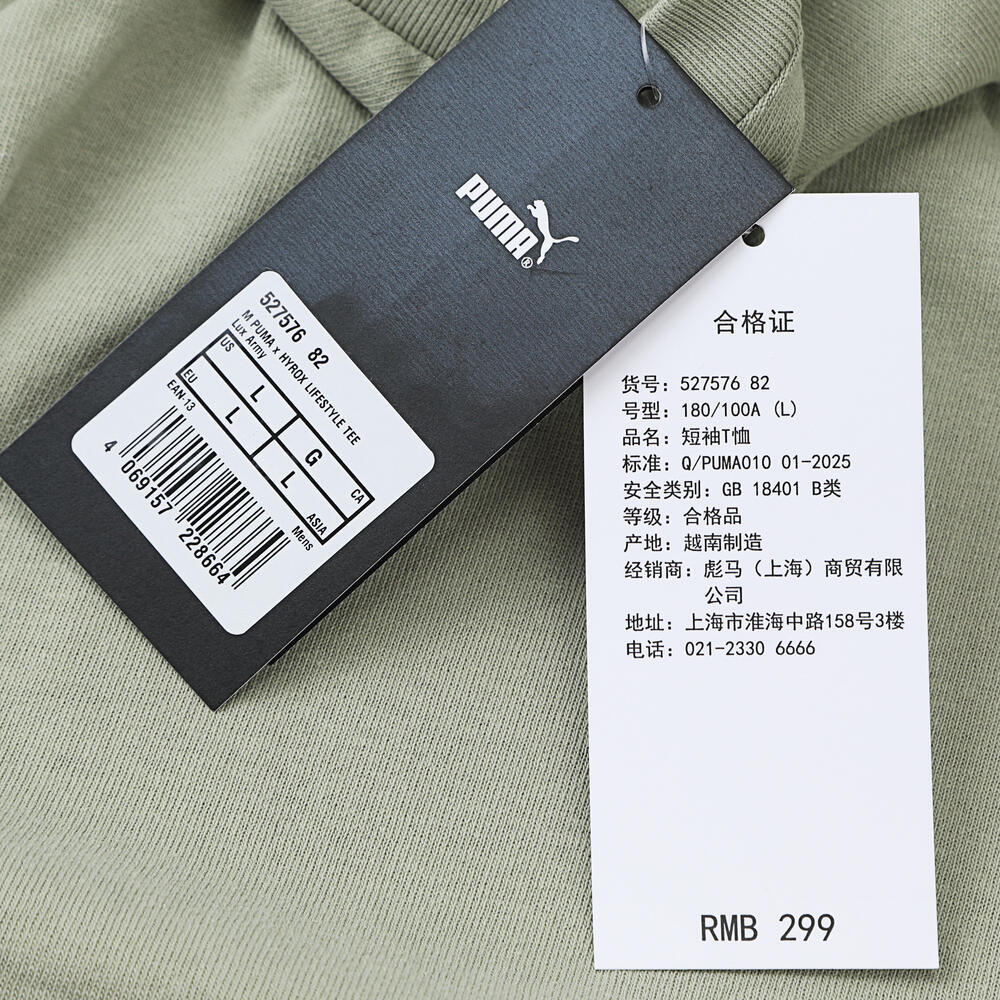 PUMA®
527576 82
M PUMA x HYROX LIFESTYLE TEE
Lux Army
US L G CA
EU L L ASIA
EAN-13 Mens
4 069157 228664
合格证
货号：527576 82
号型：180/100A（L）
品名：短袖T恤
标准：Q/PUMA010 01-2025
安全类别：GB 18401 B类
等级：合格品
产地：越南制造
经销商：彪马（上海）商贸有限
公司
地址：上海市淮海中路158号3楼
电话：021-2330 6666
RMB 299